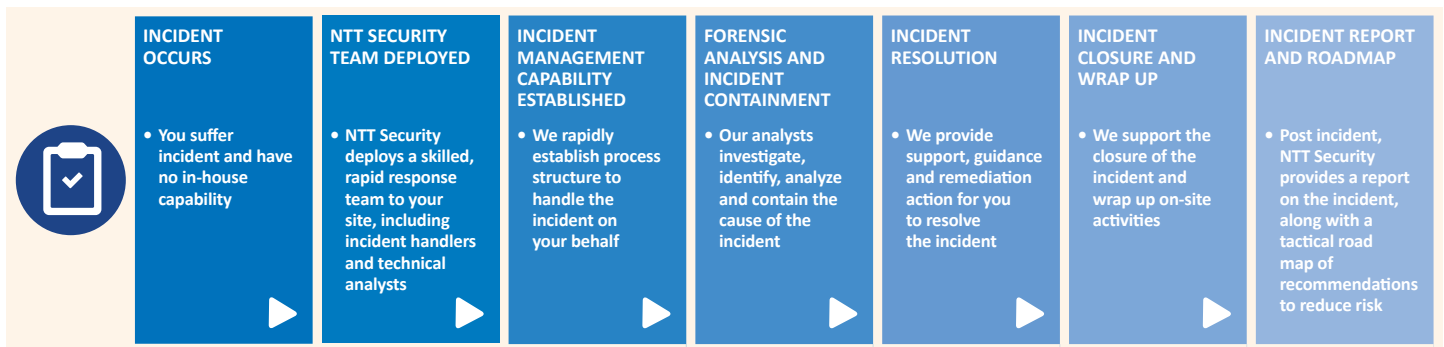 INCIDENT
OCCURS
• You suffer
incident and have
no in-house
capability
NTT SECURITY
TEAM DEPLOYED
• NTT Security
deploys a skilled,
rapid response
team to your
site, including
incident handlers
and technical
analysts
INCIDENT
MANAGEMENT
CAPABILITY
ESTABLISHED
• We rapidly
establish process
structure to
handle the
incident on
your behalf
FORENSIC
ANALYSIS AND
INCIDENT
CONTAINMENT
• Our analysts
investigate,
identify, analyze
and contain the
cause of the
incident
INCIDENT
RESOLUTION
• We provide
support, guidance
and remediation
action for you
to resolve
the incident
INCIDENT
CLOSURE AND
WRAP UP
• We support the
closure of the
incident and
wrap up on-site
activities
INCIDENT REPORT
AND ROADMAP
• Post incident,
NTT Security
provides a report
on the incident,
along with a
tactical road
map of
recommendations
to reduce risk